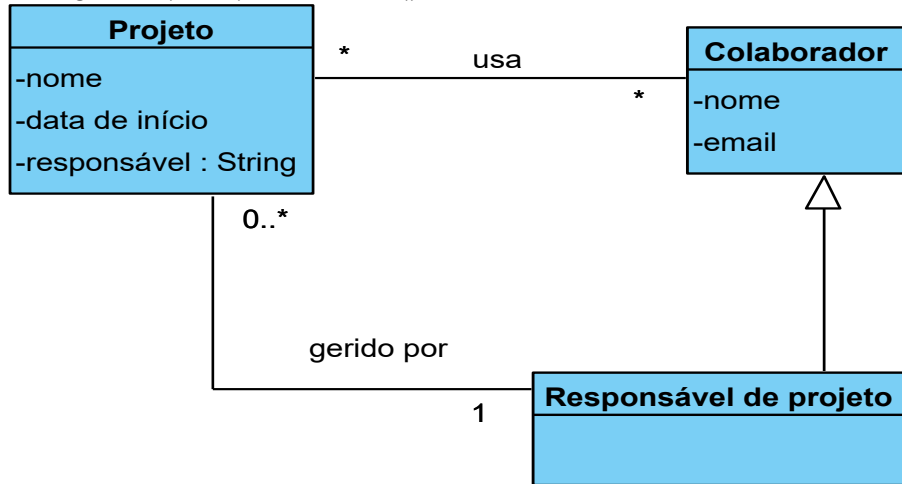 Projeto
-nome
-data de início
-responsável : String
*
usa
*
Colaborador
-nome
-email
0..*
gerido por
1
Responsável de projeto